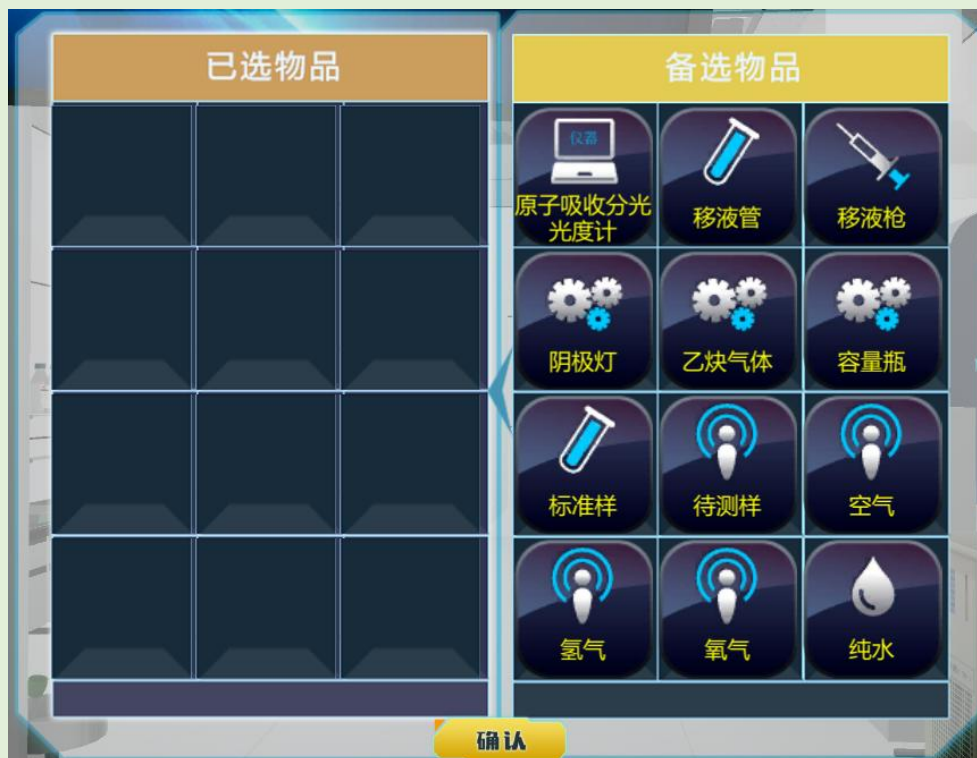 已选物品
备选物品
仪器
原子吸收分光
光度计
移液管
移液枪
阴极灯
乙炔气体
容量瓶
标准样
待测样
空气
氢气
氧气
纯水
确认